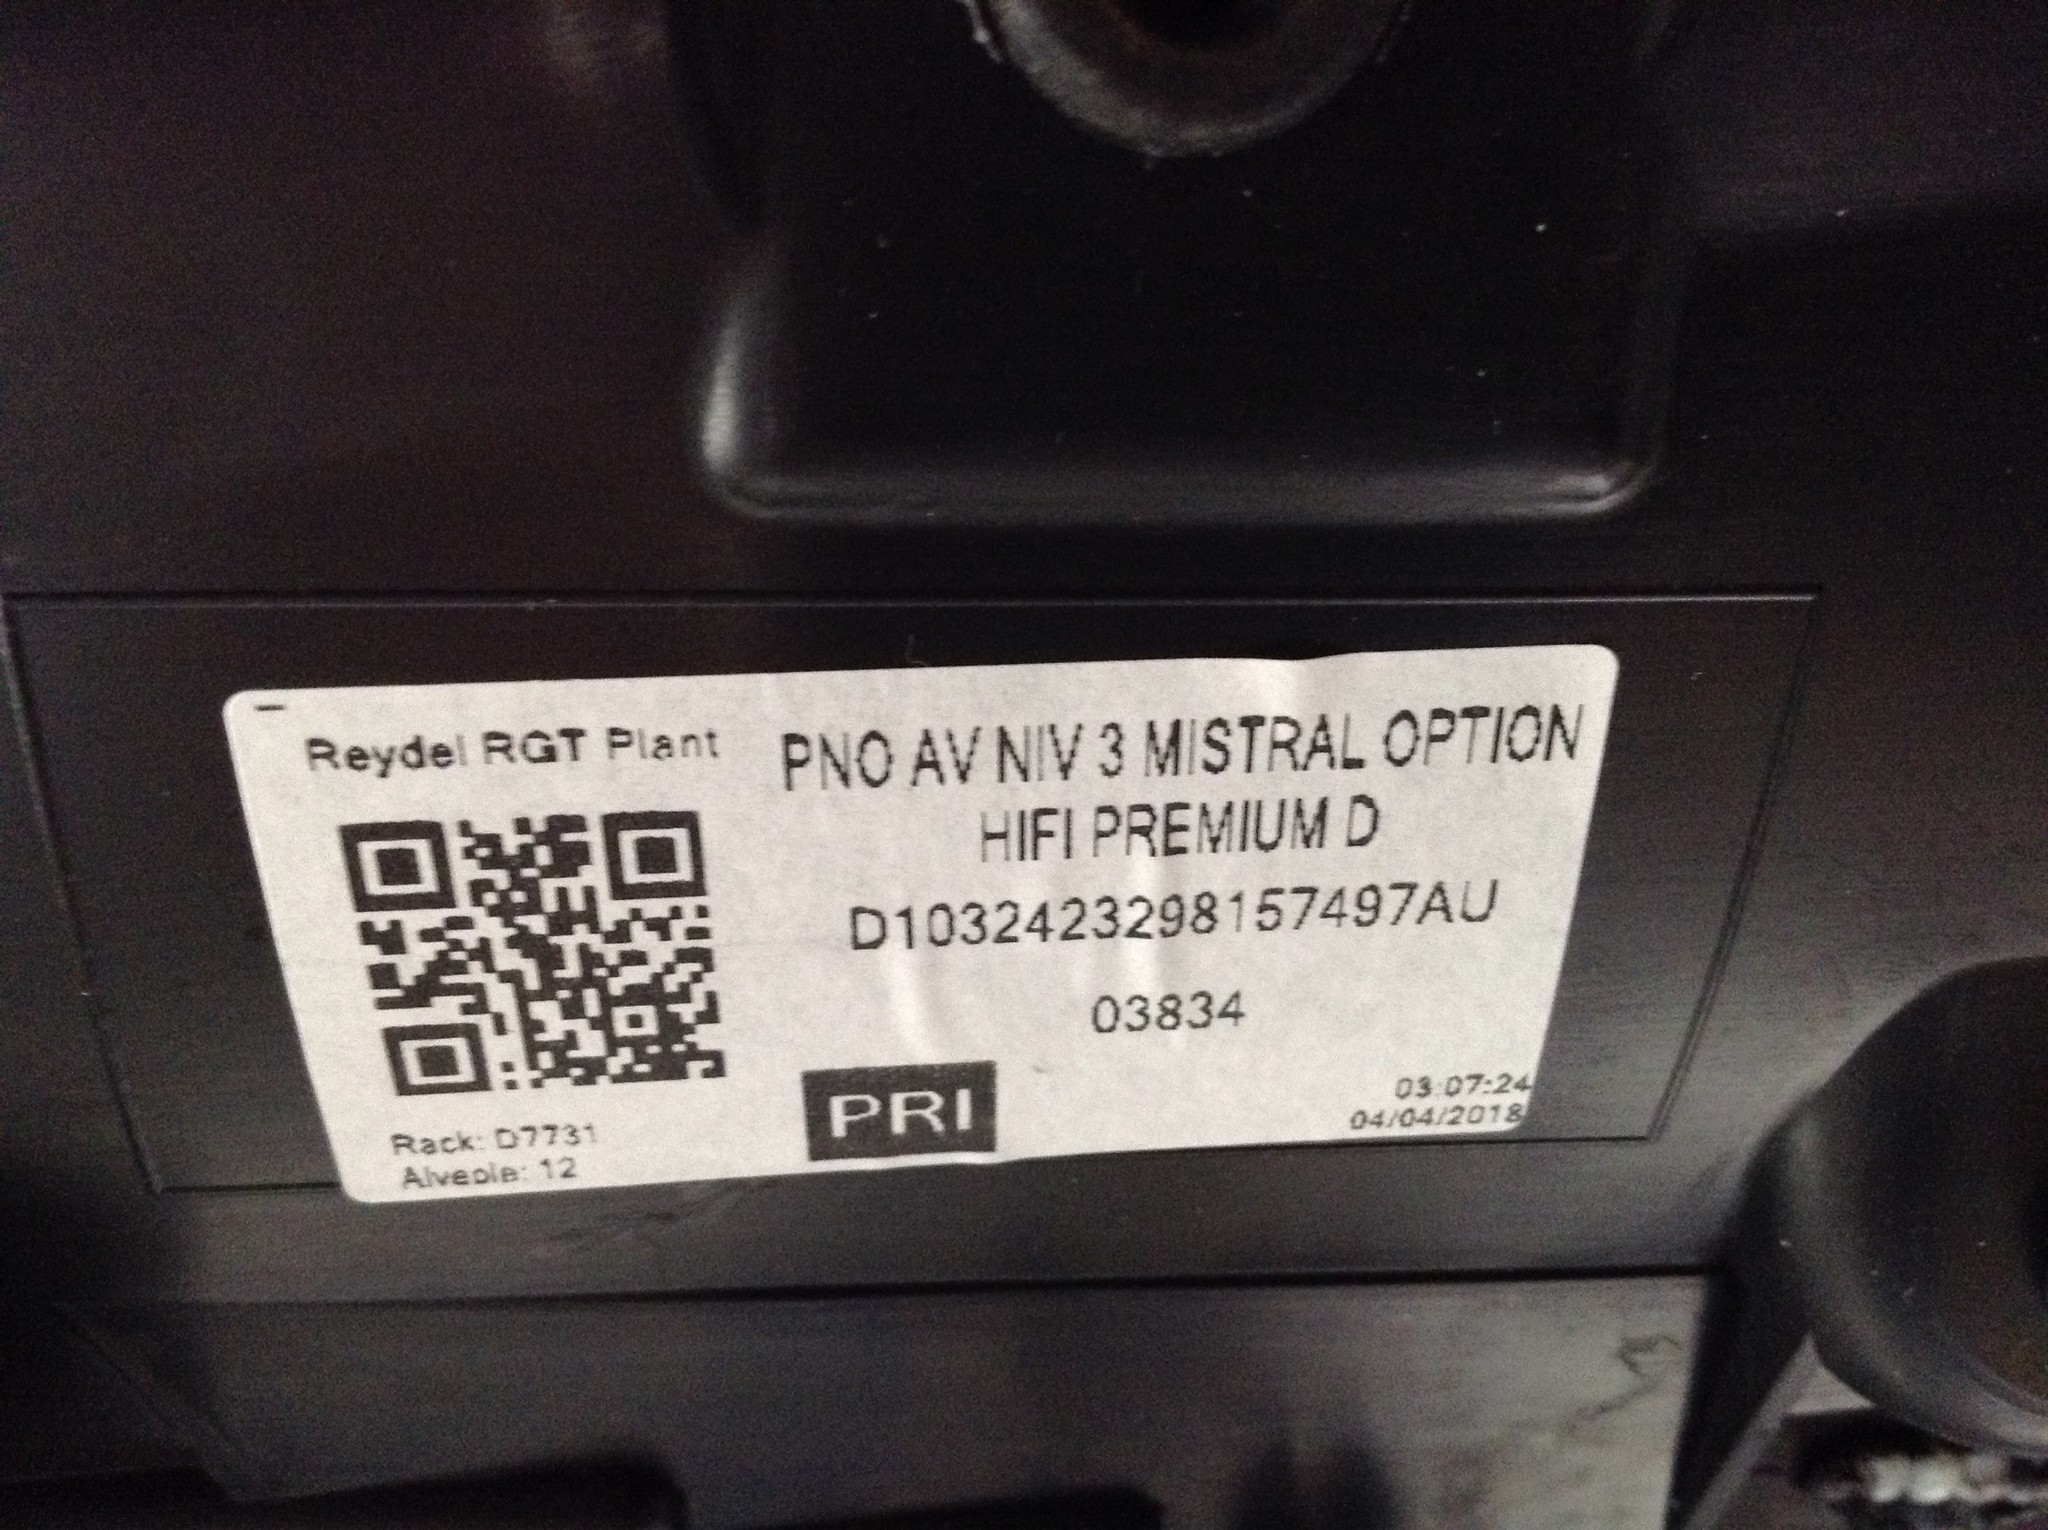 Reydel RGT Plant
PNO AV NIV 3 MISTRAL OPTION
HIFI PREMIUM D
D1032423298157497AU
03834
PRI
03:07:24
04/04/2018
Rack: D7731
Alveole: 12